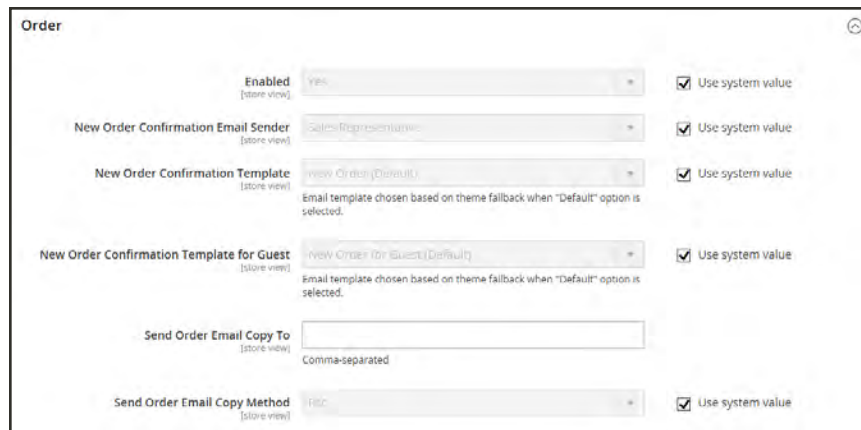 Order
Enabled
[store view]
Yes
Use system value
New Order Confirmation Email Sender
[store view]
Sales Representative
Use system value
New Order Confirmation Template
[store view]
New Order (Default)
Use system value
Email template chosen based on theme fallback when "Default" option is
selected.
New Order Confirmation Template for Guest
[store view]
New Order for Guest (Default)
Use system value
Email template chosen based on theme fallback when "Default" option is
selected.
Send Order Email Copy To
[store view]
Comma-separated
Send Order Email Copy Method
[store view]
Bcc
Use system value